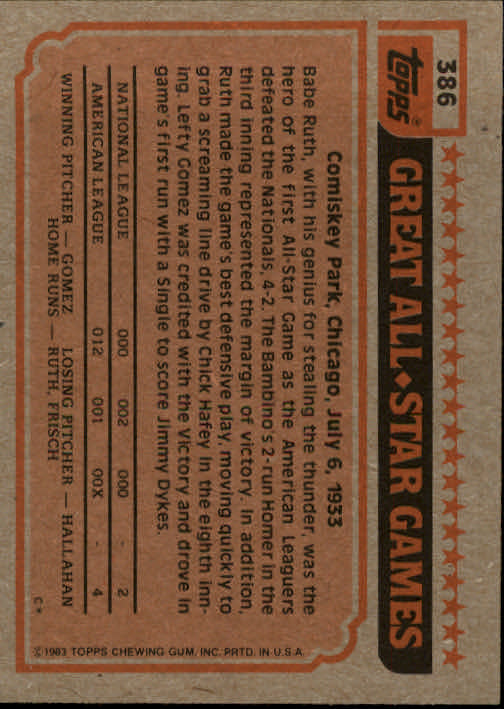 386
topps®
GREAT ALL-STAR GAMES
Comiskey Park, Chicago, July 6, 1933
Babe Ruth, with his genius for stealing the thunder, was the
hero of the first All-Star Game as the American Leaguers
defeated the Nationals, 4-2. The Bambino's 2-run Homer in the
third inning represented the margin of victory. In addition,
Ruth made the game's best defensive play, moving quickly to
grab a screaming line drive by Chick Hafey in the eighth inn-
ing. Lefty Gomez was credited with the Victory and drove in
game's first run with a Single to score Jimmy Dykes.
NATIONAL LEAGUE 000 002 000 - 2
AMERICAN LEAGUE 012 001 00X - 4
WINNING PITCHER — GOMEZ LOSING PITCHER — HALLAHAN
HOME RUNS — RUTH, FRISCH
C*
©1983 TOPPS CHEWING GUM, INC. PRTD. IN U.S.A.